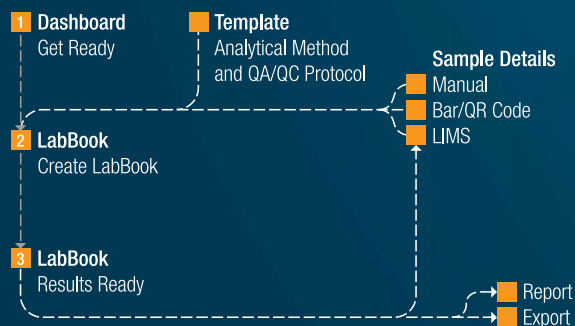 1 Dashboard
Get Ready
Template
Analytical Method
and QA/QC Protocol
Sample Details
Manual
Bar/QR Code
LIMS
2 LabBook
Create LabBook
3 LabBook
Results Ready
Report
Export